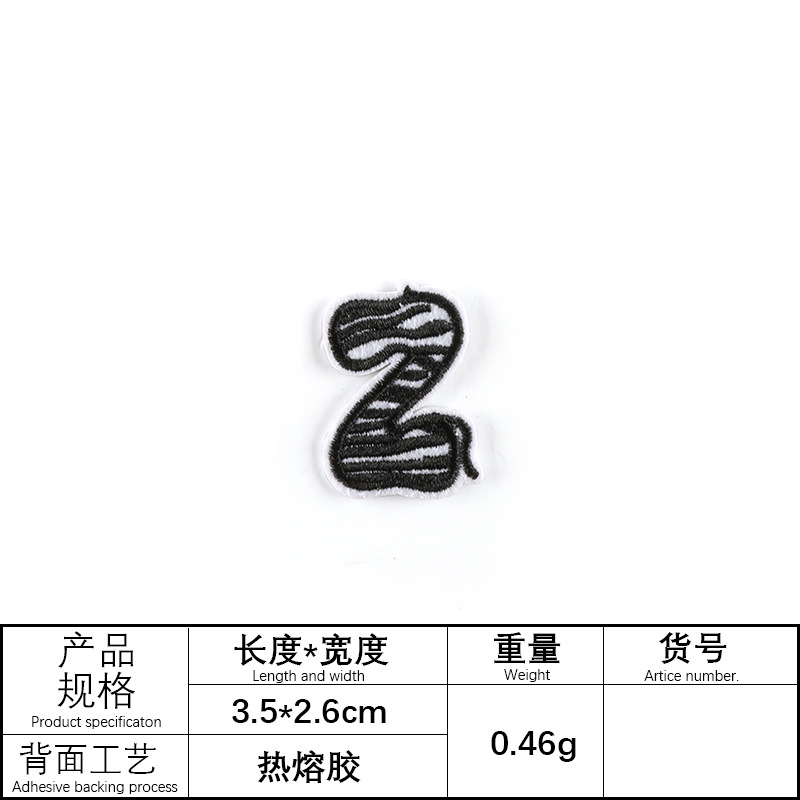 Z
产品
规格
Product specificaton
长度*宽度
Length and width
重量
Weight
货号
Artice number.
3.5*2.6cm
0.46g
背面工艺
Adhesive backing process
热熔胶